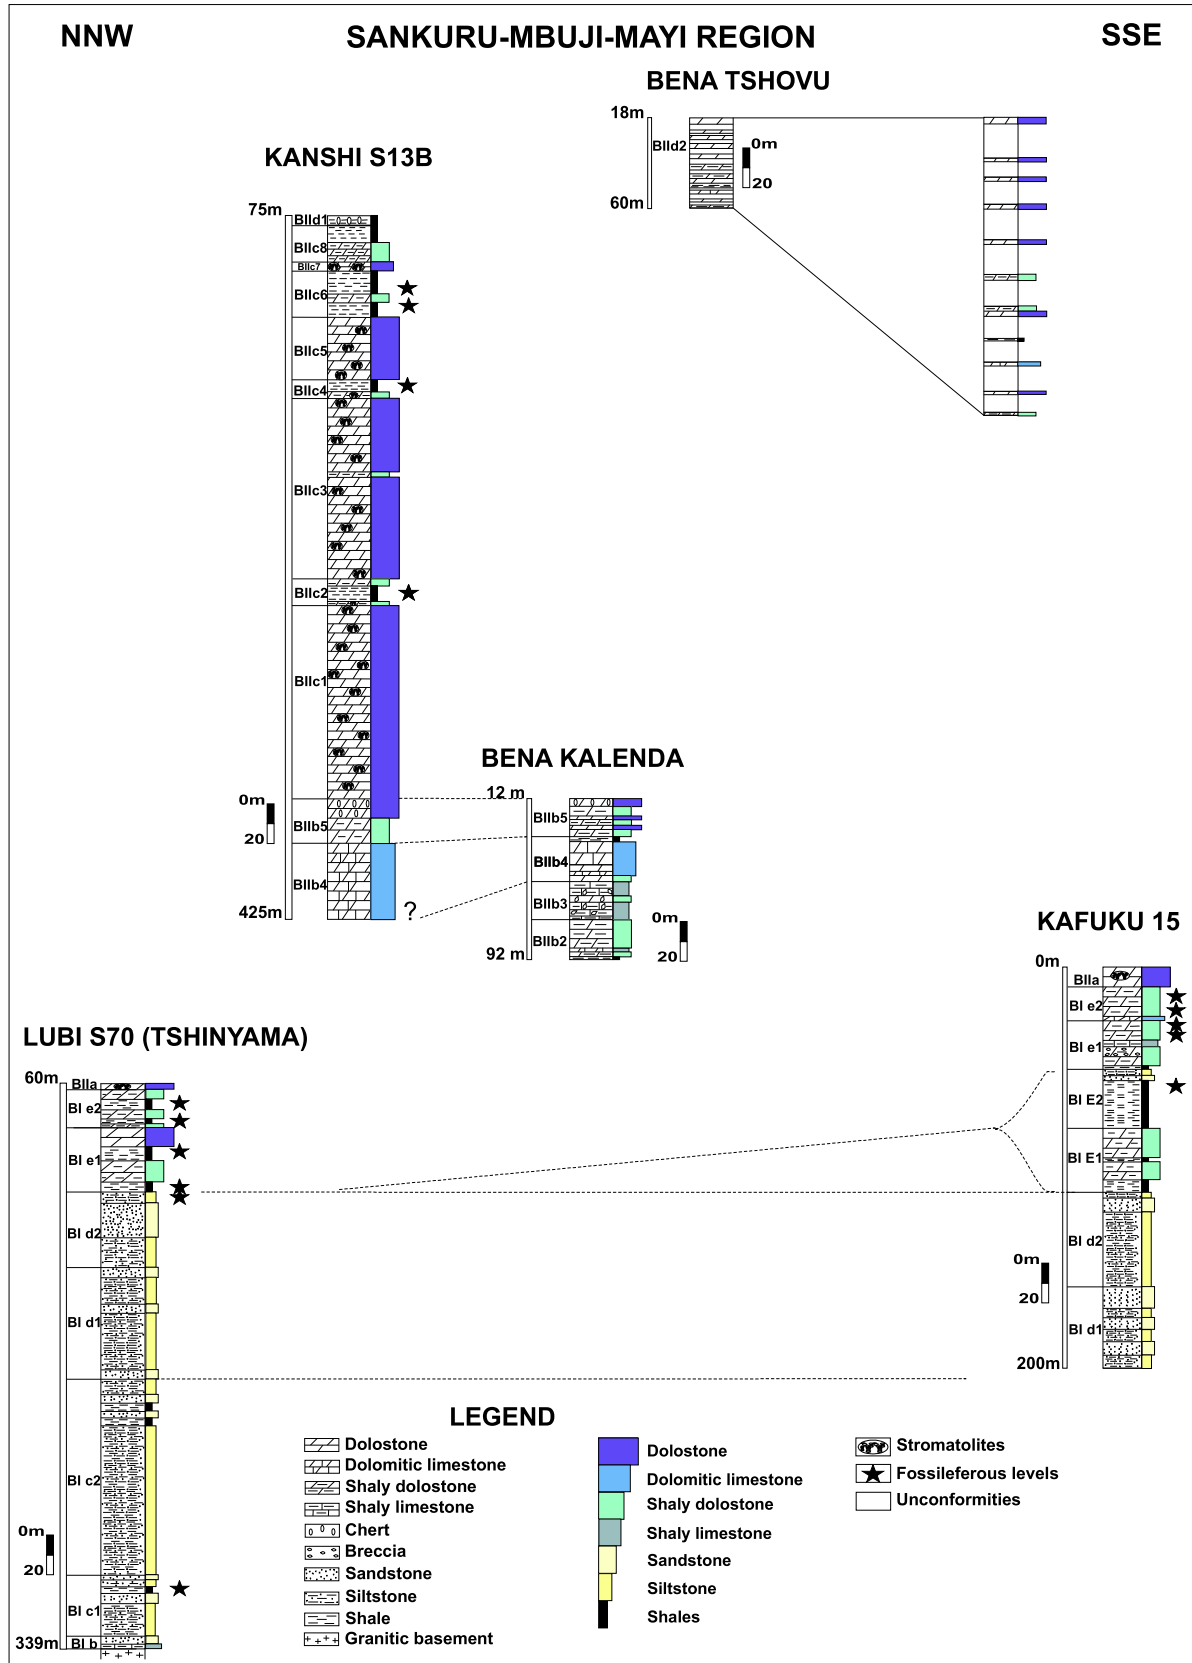 NNW
SANKURU-MBUJI-MAYI REGION
SSE
BENA TSHOVU
18m
BIId2
0m
20
60m
KANSHI S13B
75m
BIId1
BIIc8
BIIc7
BIIc6
BIIc5
BIIc4
BIIc3
BIIc2
BIIc1
0m
20
BIIb5
BIIb4
425m
?
BENA KALENDA
12 m
BIIb5
BIIb4
BIIb3
BIIb2
92 m
0m
20
KAFUKU 15
0m
BIIa
BI e2
BI e1
BI E2
BI E1
BI d2
BI d1
0m
20
200m
LUBI S70 (TSHINYAMA)
60m
BIIa
BI e2
BI e1
BI d2
BI d1
BI c2
0m
20
BI c1
BI b
339m
LEGEND
Dolostone
Dolomitic limestone
Shaly dolostone
Shaly limestone
Chert
Breccia
Sandstone
Siltstone
Shale
Granitic basement
Dolostone
Dolomitic limestone
Shaly dolostone
Shaly limestone
Sandstone
Siltstone
Shales
Stromatolites
Fossileferous levels
Unconformities